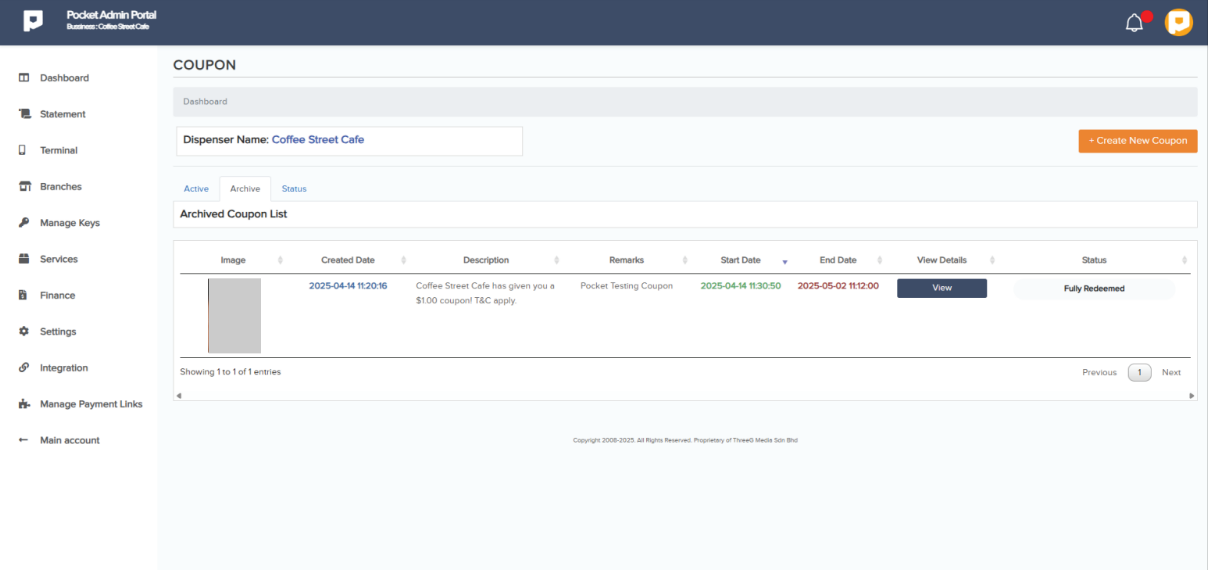 Pocket Admin Portal
Bussiness : Coffee Street Cafe
Dashboard
Statement
Terminal
Branches
Manage Keys
Services
Finance
Settings
Integration
Manage Payment Links
Main account
COUPON
Dashboard
Dispenser Name: Coffee Street Cafe
+ Create New Coupon
Active Archive Status
Archived Coupon List
Image Created Date Description Remarks Start Date End Date View Details Status
2025-04-14 11:20:16 Coffee Street Cafe has given you a Pocket Testing Coupon 2025-04-14 11:30:50 2025-05-02 11:12:00 View Fully Redeemed
$1.00 coupon! T&C apply.
Showing 1 to 1 of 1 entries Previous 1 Next
Copyright 2008-2025. All Rights Reserved. Proprietary of ThreeG Media Sdn Bhd